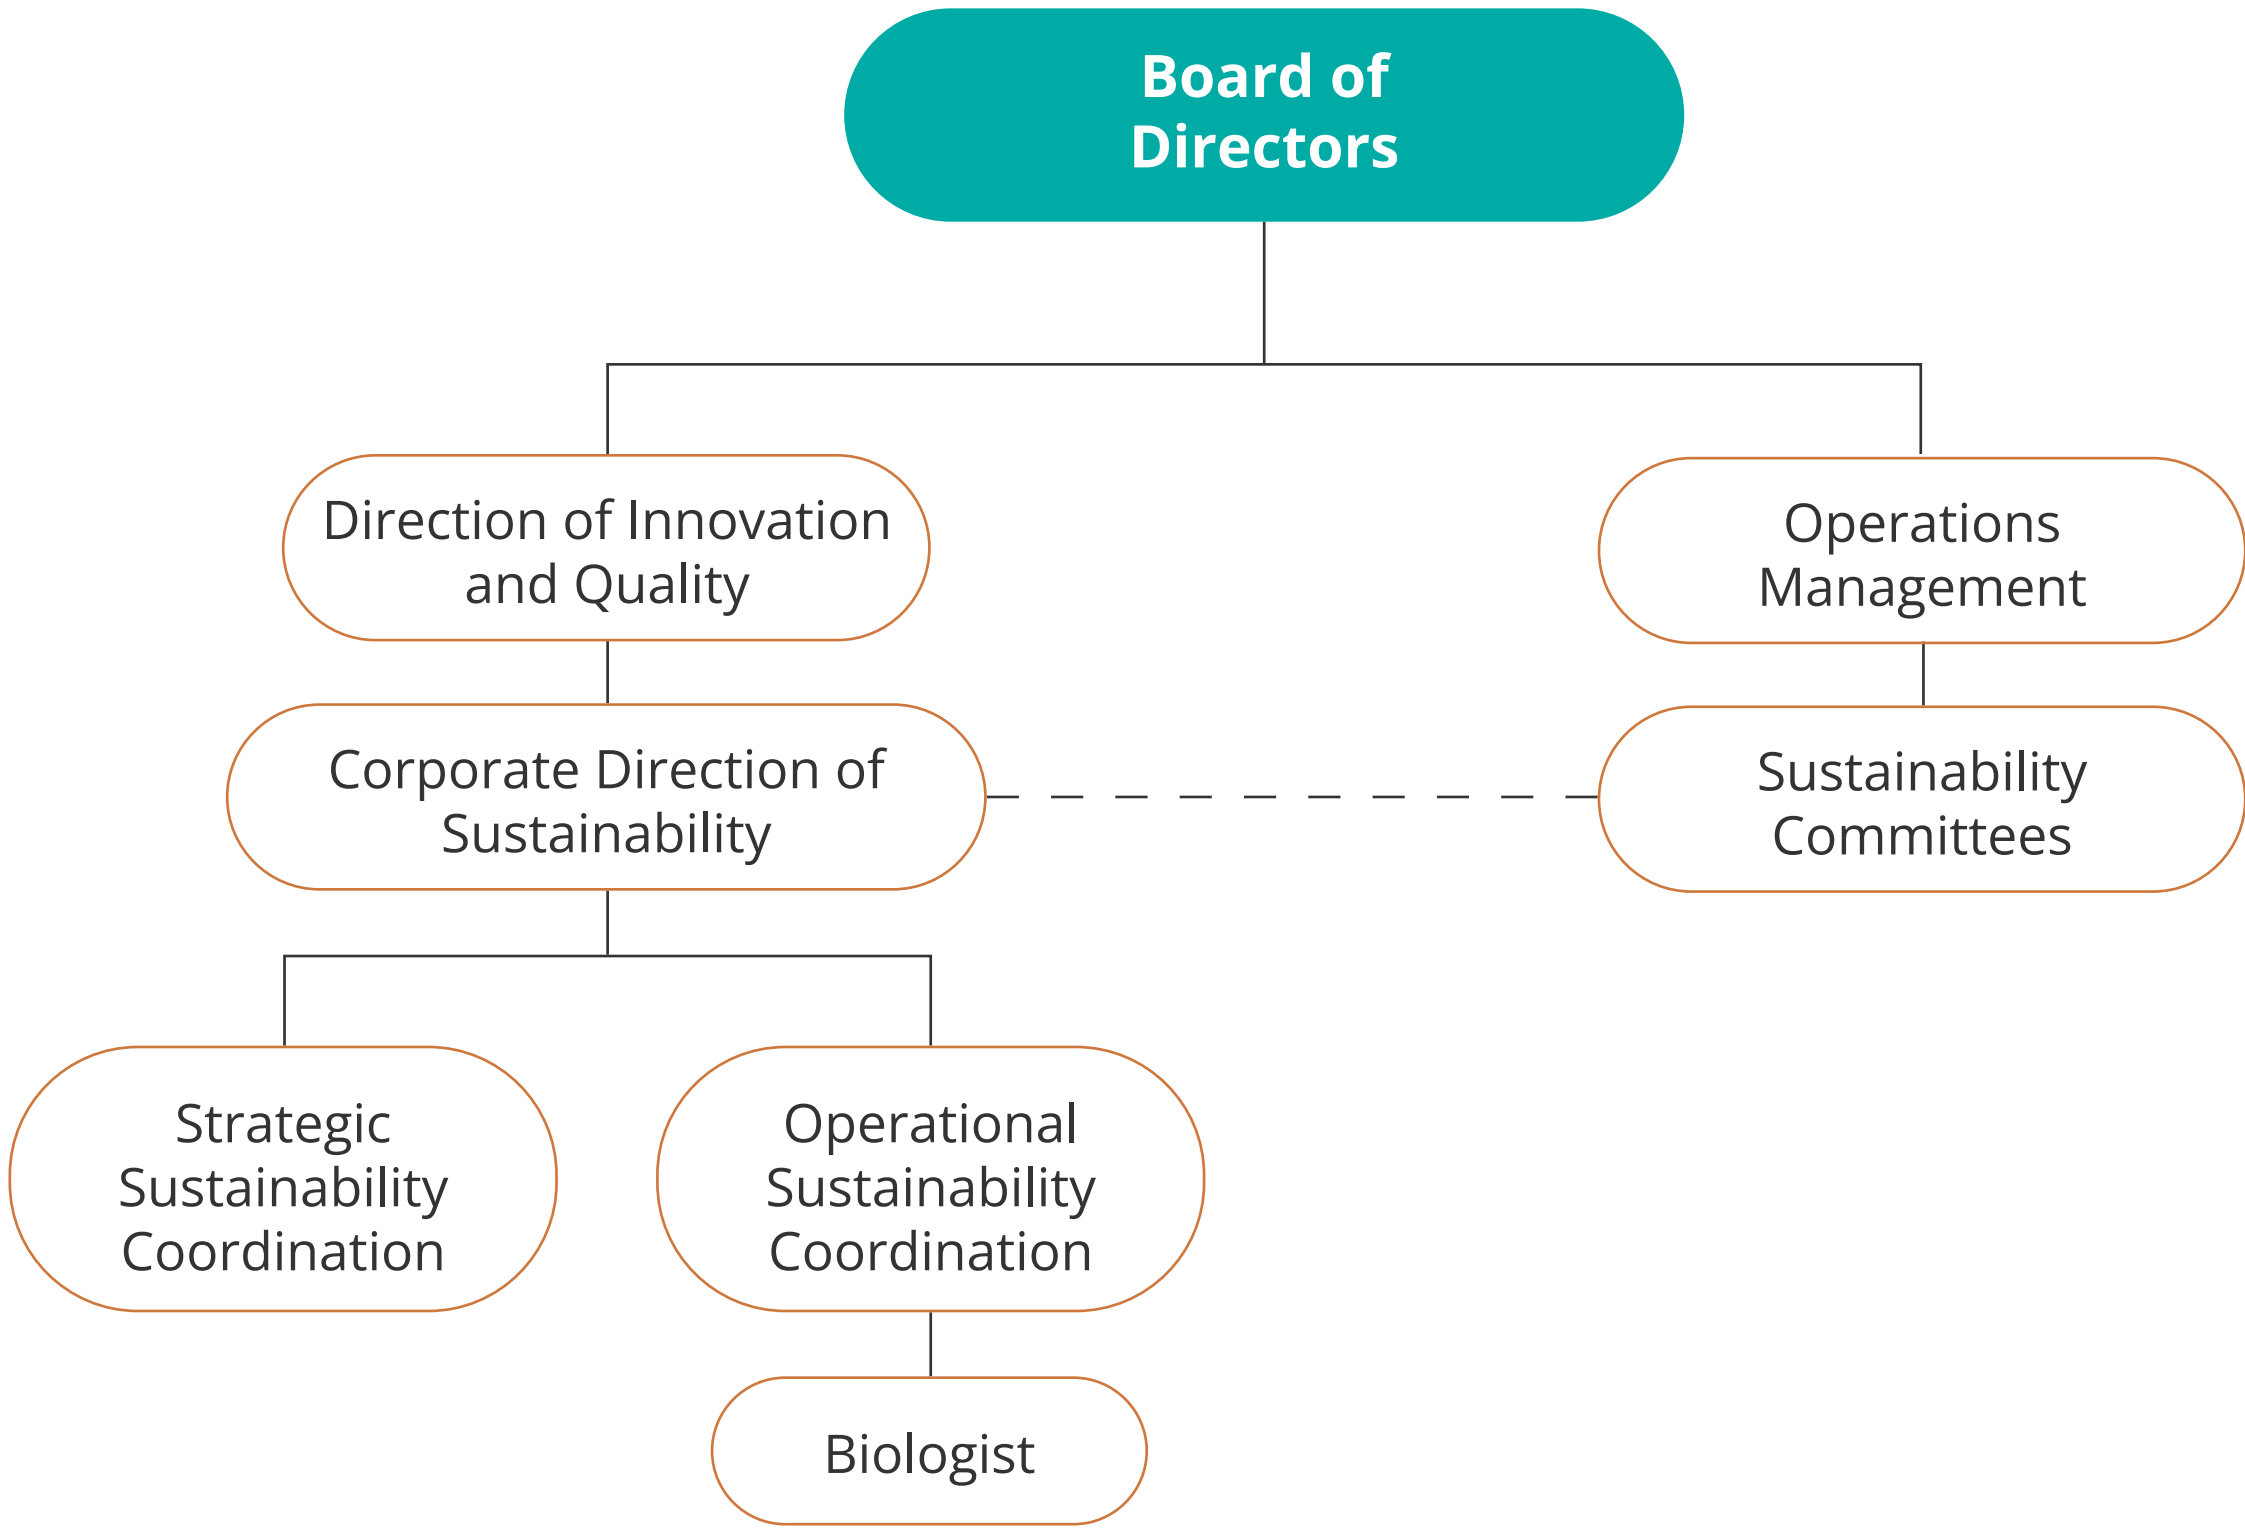 Board of
Directors
Direction of Innovation
and Quality
Operations
Management
Corporate Direction of
Sustainability
Sustainability
Committees
Strategic
Sustainability
Coordination
Operational
Sustainability
Coordination
Biologist